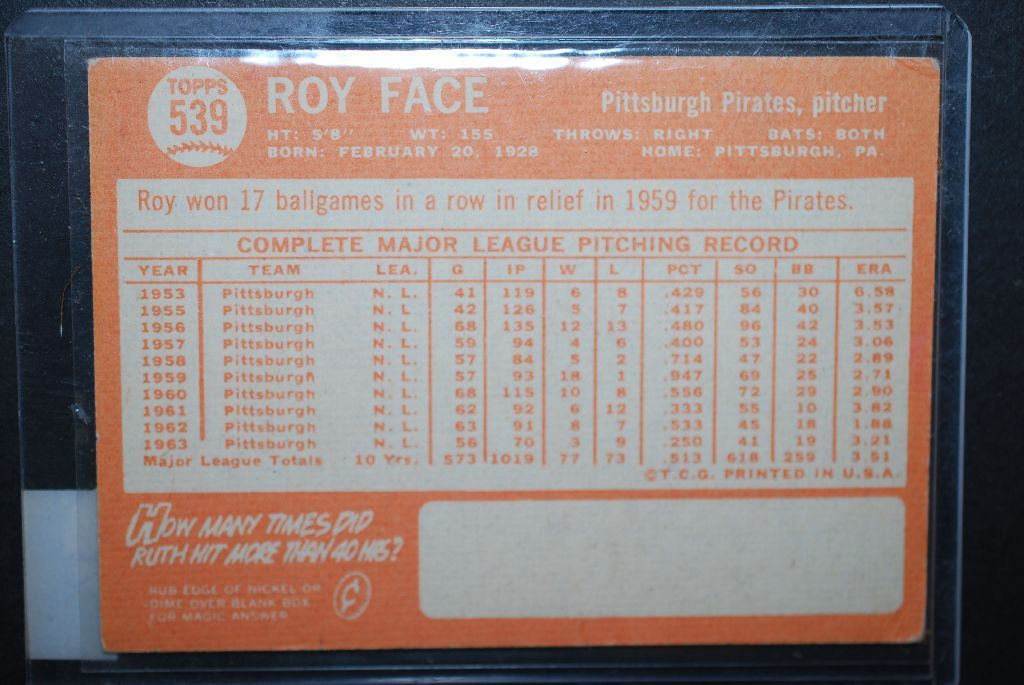 TOPPS
539
ROY FACE
Pittsburgh Pirates, pitcher
HT: 5'8" WT: 155 THROWS: RIGHT BATS: BOTH
BORN: FEBRUARY 20, 1928 HOME: PITTSBURGH, PA.
Roy won 17 ballgames in a row in relief in 1959 for the Pirates.
COMPLETE MAJOR LEAGUE PITCHING RECORD
YEAR TEAM LEA. G IP W L PCT SO BB ERA
1953 Pittsburgh N. L. 41 119 6 8 .429 56 30 6.58
1955 Pittsburgh N. L. 42 126 5 7 .417 84 40 3.57
1956 Pittsburgh N. L. 68 135 12 13 .480 96 42 3.53
1957 Pittsburgh N. L. 59 94 4 6 .400 53 24 3.06
1958 Pittsburgh N. L. 57 84 5 2 .714 47 22 2.89
1959 Pittsburgh N. L. 57 93 18 1 .947 69 25 2.71
1960 Pittsburgh N. L. 68 115 10 8 .556 72 29 2.90
1961 Pittsburgh N. L. 62 92 6 12 .333 55 10 3.82
1962 Pittsburgh N. L. 63 91 8 7 .533 45 18 1.88
1963 Pittsburgh N. L. 56 70 3 9 .250 41 19 3.21
Major League Totals 10 Yrs. 573 1019 77 73 .513 618 259 3.51
©T.C.G. PRINTED IN U.S.A.
HOW MANY TIMES DID
RUTH HIT MORE THAN 40 HRS?
RUB EDGE OF NICKEL OR
DIME OVER BLANK BOX
FOR MAGIC ANSWER